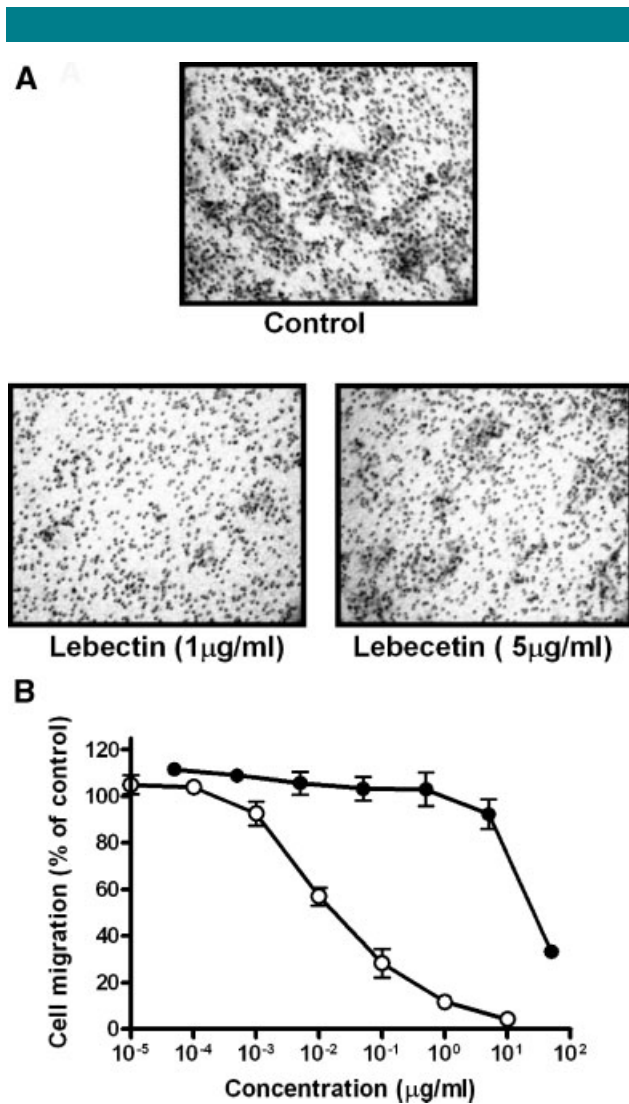 A
Control
Lebectin (1μg/ml)
Lebecetin ( 5μg/ml)
B
Cell migration (% of control)
120
100
80
60
40
20
0
10⁻⁵ 10⁻⁴ 10⁻³ 10⁻² 10⁻¹ 10⁰ 10¹ 10²
Concentration (μg/ml)